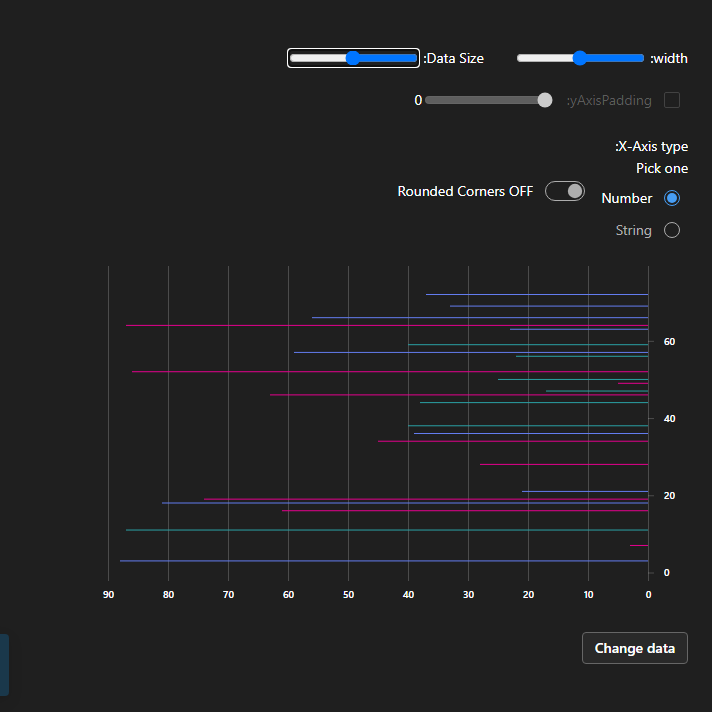 :width
:Data Size
:yAxisPadding
0
:X-Axis type
Pick one
Number
Rounded Corners OFF
String
60
40
20
0
90 80 70 60 50 40 30 20 10 0
Change data